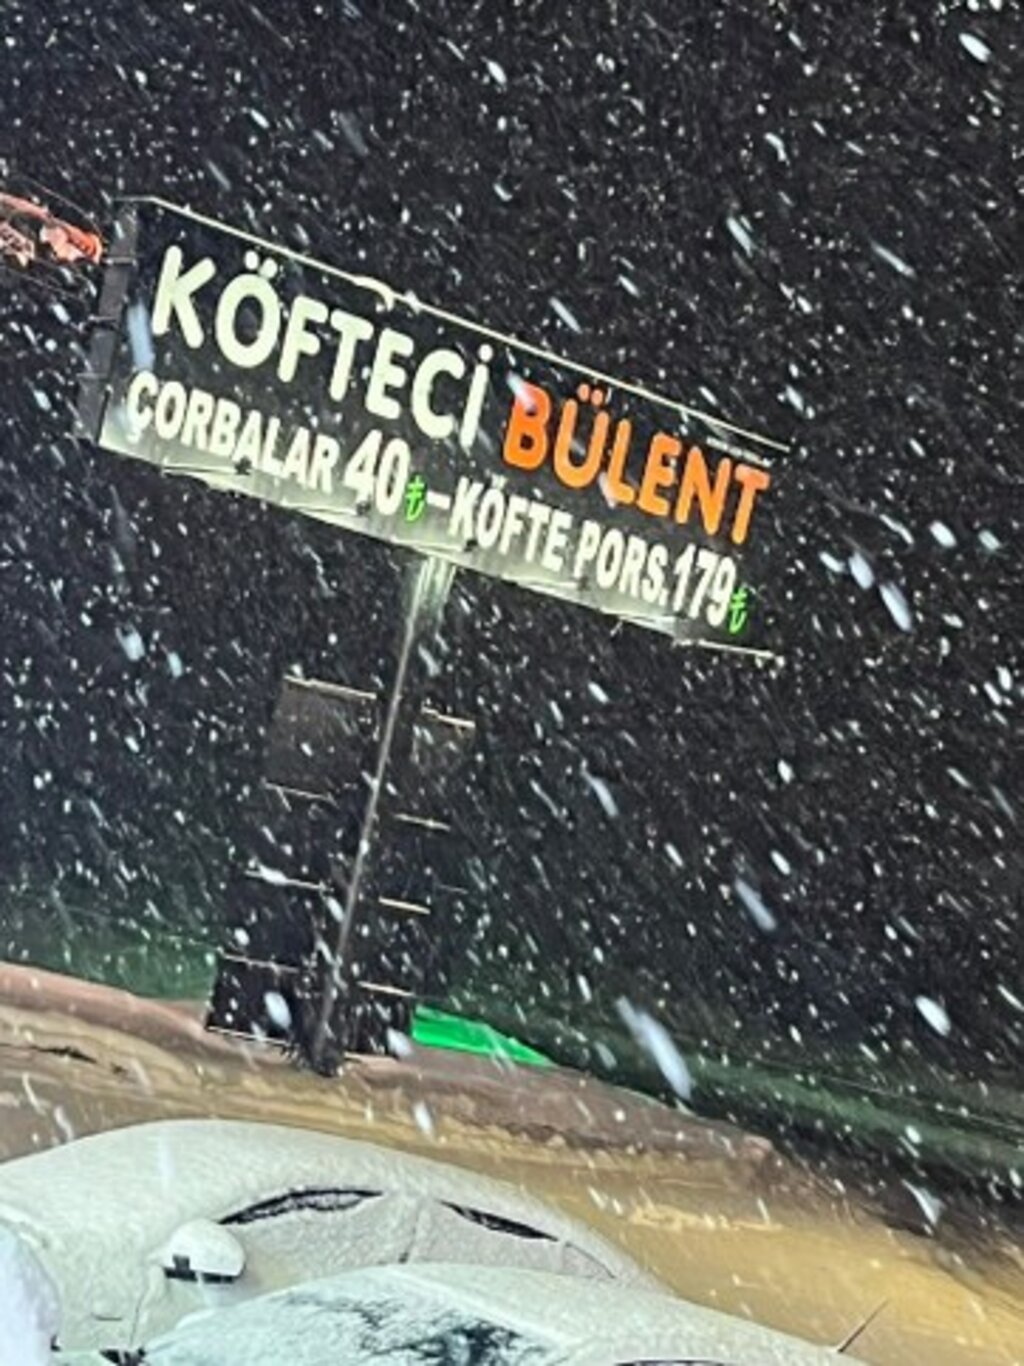 KÖFTECİ BÜLENT
ÇORBALAR 40₺-KÖFTE PORS.179₺